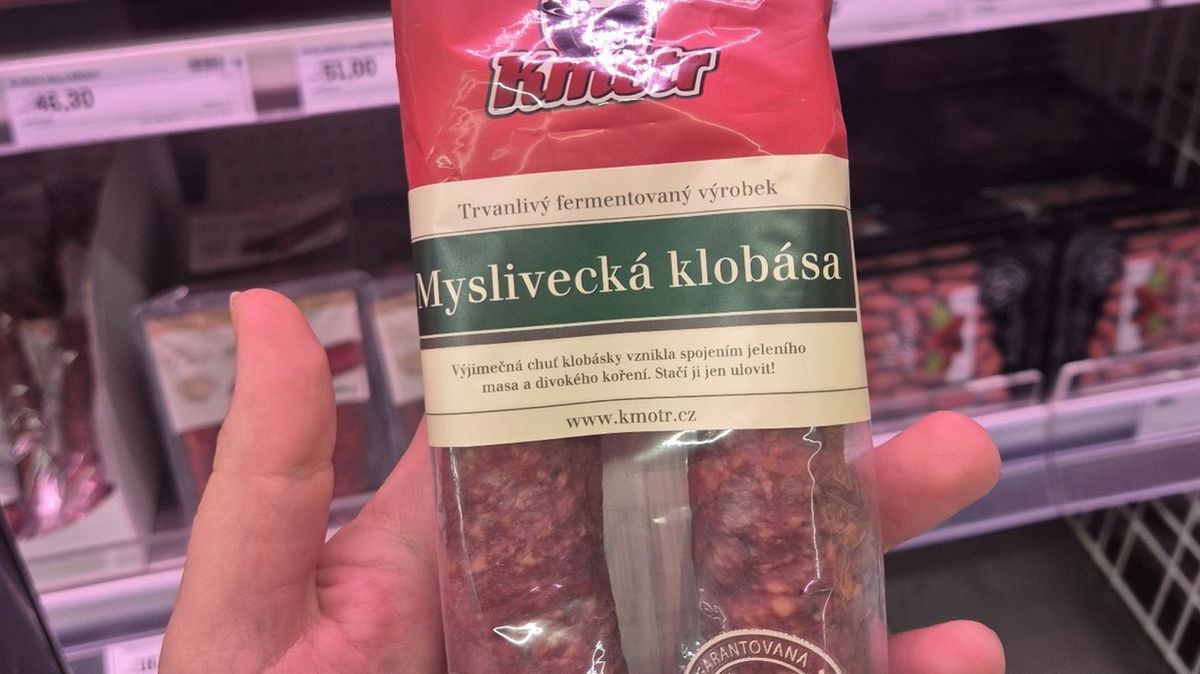 46,30
51,00
Kmotr
Trvanlivý fermentovaný výrobek
Myslivecká klobása
Výjimečná chuť klobásky vznikla spojením jeleního
masa a divokého koření. Stačí ji jen ulovit!
www.kmotr.cz
GARANTOVANÁ